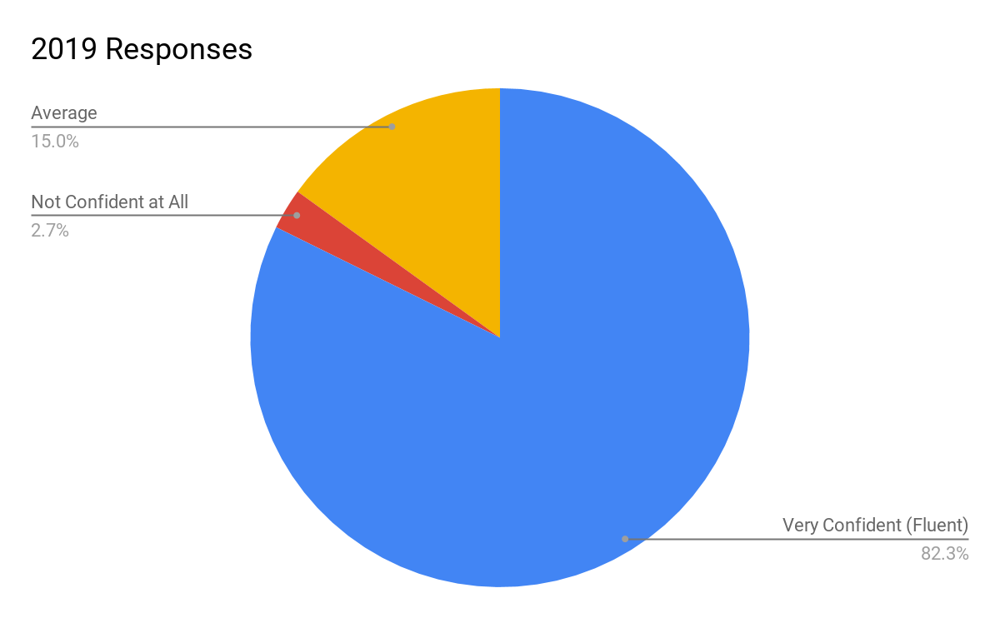 2019 Responses
Average
15.0%
Not Confident at All
2.7%
Very Confident (Fluent)
82.3%